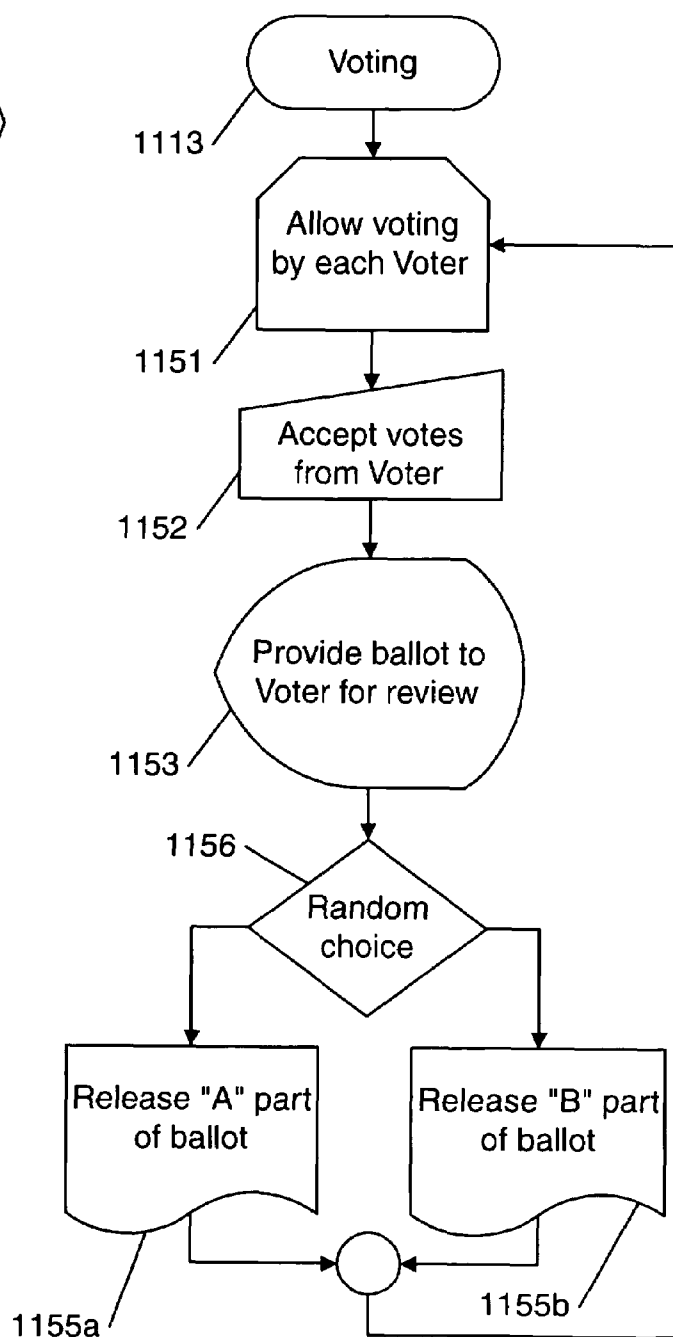 Voting
1113
Allow voting
by each Voter
1151
Accept votes
from Voter
1152
Provide ballot to
Voter for review
1153
1156
Random
choice
Release "A" part
of ballot
Release "B" part
of ballot
1155a
1155b